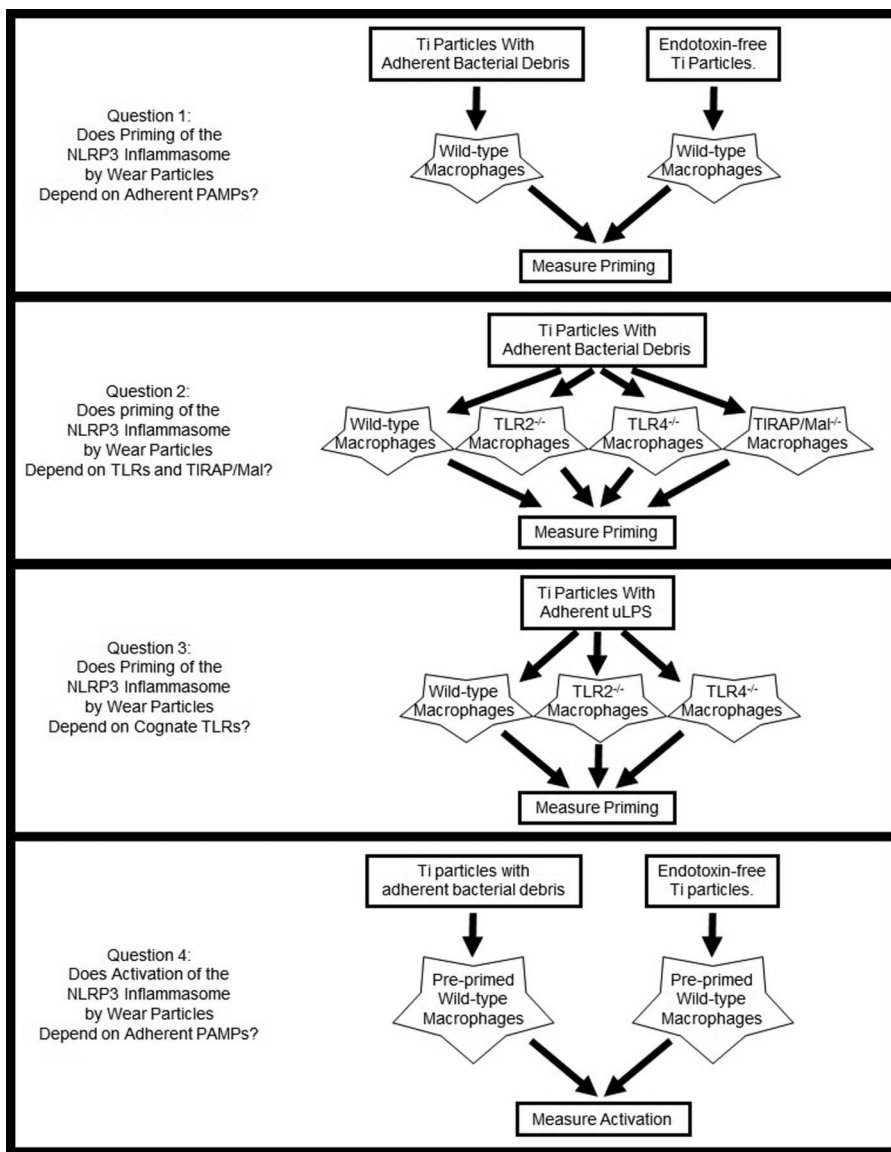 Question 1:
Does Priming of the
NLRP3 Inflammasome
by Wear Particles
Depend on Adherent PAMPs?
Ti Particles With
Adherent Bacterial Debris
Endotoxin-free
Ti Particles.
Wild-type
Macrophages
Wild-type
Macrophages
Measure Priming
Question 2:
Does priming of the
NLRP3 Inflammasome
by Wear Particles
Depend on TLRs and TIRAP/Mal?
Ti Particles With
Adherent Bacterial Debris
Wild-type
Macrophages
TLR2-/-
Macrophages
TLR4-/-
Macrophages
TIRAP/Mal-/-
Macrophages
Measure Priming
Question 3:
Does Priming of the
NLRP3 Inflammasome
by Wear Particles
Depend on Cognate TLRs?
Ti Particles With
Adherent uLPS
Wild-type
Macrophages
TLR2-/-
Macrophages
TLR4-/-
Macrophages
Measure Priming
Question 4:
Does Activation of the
NLRP3 Inflammasome
by Wear Particles
Depend on Adherent PAMPs?
Ti particles with
adherent bacterial debris
Endotoxin-free
Ti particles.
Pre-primed
Wild-type
Macrophages
Pre-primed
Wild-type
Macrophages
Measure Activation